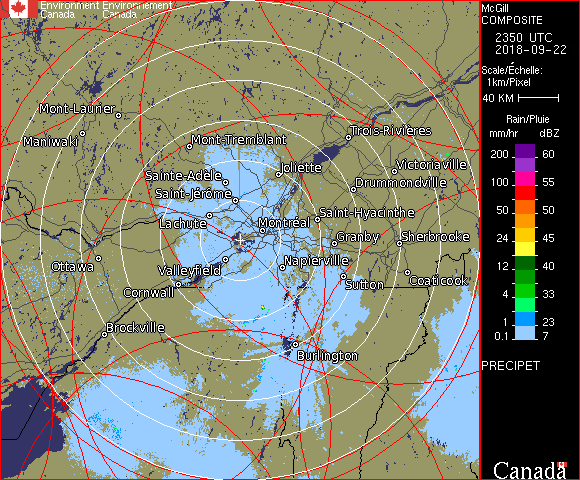 Environment Environnement
Canada Canada
McGill
COMPOSITE
2350 UTC
2018-09-22
Scale/Échelle:
1km/Pixel
40 KM
Rain/Pluie
mm/hr dBZ
200 60
100 55
50 50
24 45
12 40
4 33
1 28
0.5 23
0.1 7
PRECIPET
Canada
Mont-Laurier
Maniwaki
Mont-Tremblant
Trois-Rivières
Joliette
Victoriaville
Sainte-Adèle
Drummondville
Saint-Jérôme
Lachute
Saint-Hyacinthe
Montréal
Granby
Sherbrooke
Ottawa
Valleyfield
Napierville
Sutton
Coaticook
Cornwall
Brockville
Burlington